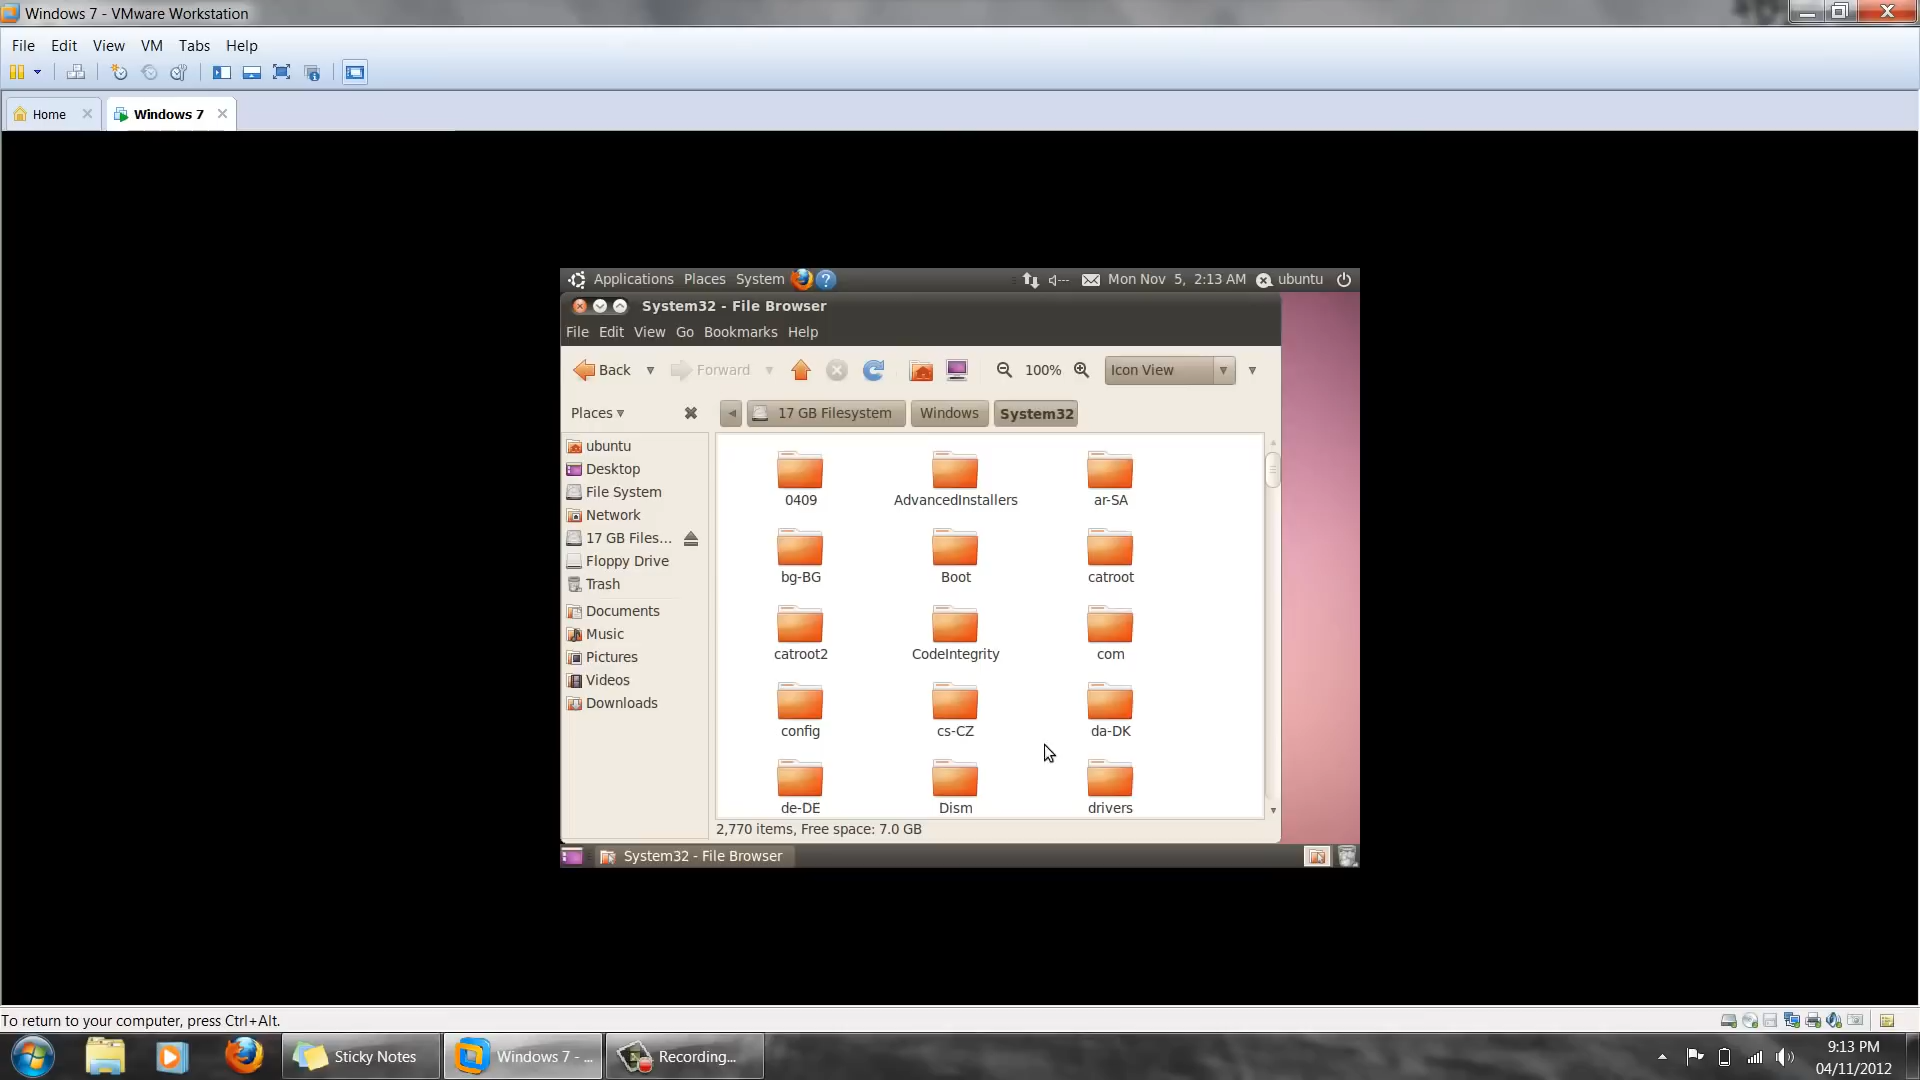 Windows 7 - VMware Workstation
File Edit View VM Tabs Help
Home Windows 7
Applications Places System Mon Nov 5, 2:13 AM ubuntu
System32 - File Browser
File Edit View Go Bookmarks Help
Back Forward 100% Icon View
Places 17 GB Filesystem Windows System32
ubuntu
Desktop
File System
Network
17 GB Files...
Floppy Drive
Trash
Documents
Music
Pictures
Videos
Downloads
0409 AdvancedInstallers ar-SA
bg-BG Boot catroot
catroot2 CodeIntegrity com
config cs-CZ da-DK
de-DE Dism drivers
2,770 items, Free space: 7.0 GB
System32 - File Browser
To return to your computer, press Ctrl+Alt.
Sticky Notes Windows 7 - ... Recording...
9:13 PM
04/11/2012